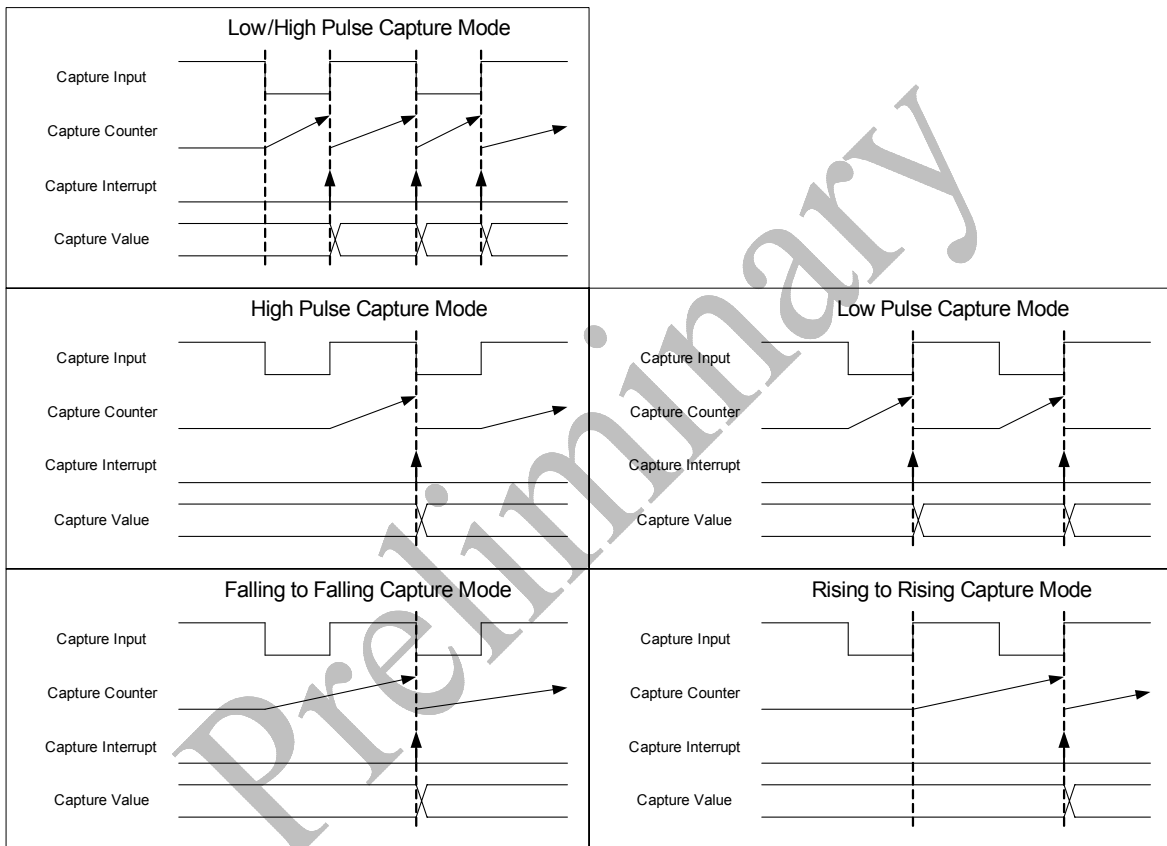 Low/High Pulse Capture Mode
Capture Input
Capture Counter
Capture Interrupt
Capture Value
High Pulse Capture Mode
Capture Input
Capture Counter
Capture Interrupt
Capture Value
Low Pulse Capture Mode
Capture Input
Capture Counter
Capture Interrupt
Capture Value
Falling to Falling Capture Mode
Capture Input
Capture Counter
Capture Interrupt
Capture Value
Rising to Rising Capture Mode
Capture Input
Capture Counter
Capture Interrupt
Capture Value
Preliminary